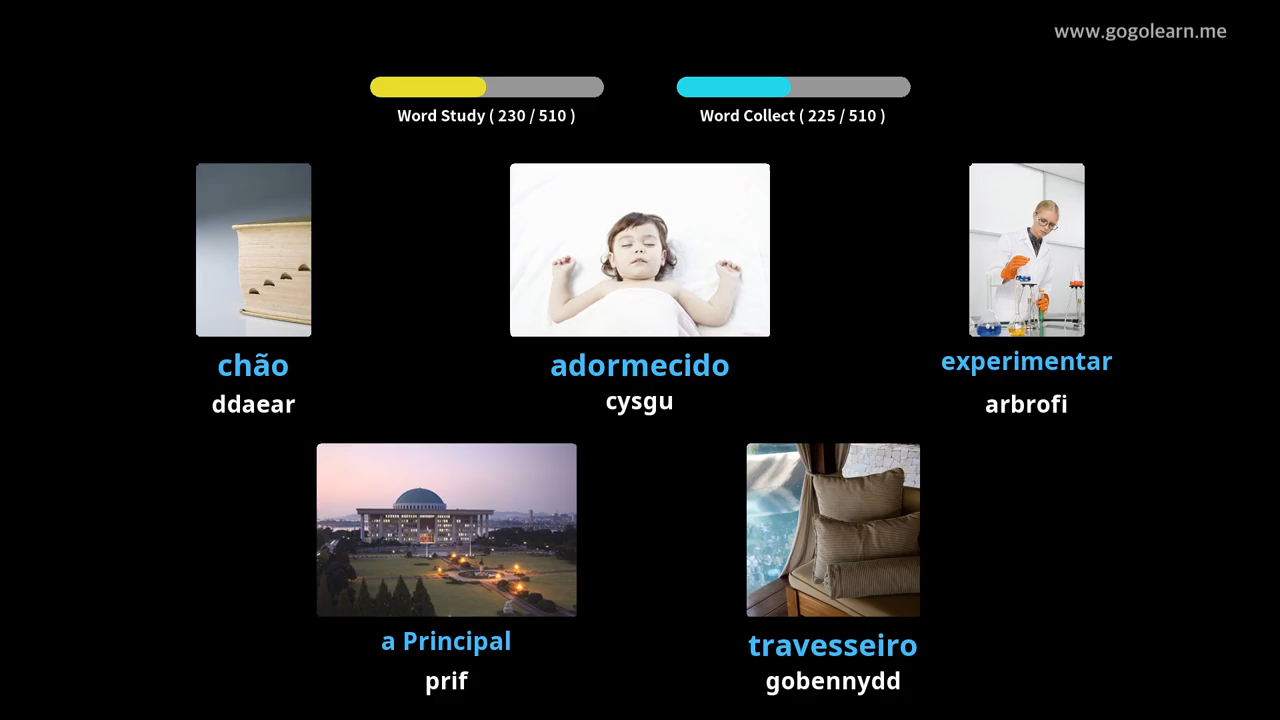 www.gogolearn.me
Word Study ( 230 / 510 )
Word Collect ( 225 / 510 )
chão
ddaear
adormecido
cysgu
experimentar
arbrofi
a Principal
prif
travesseiro
gobennydd